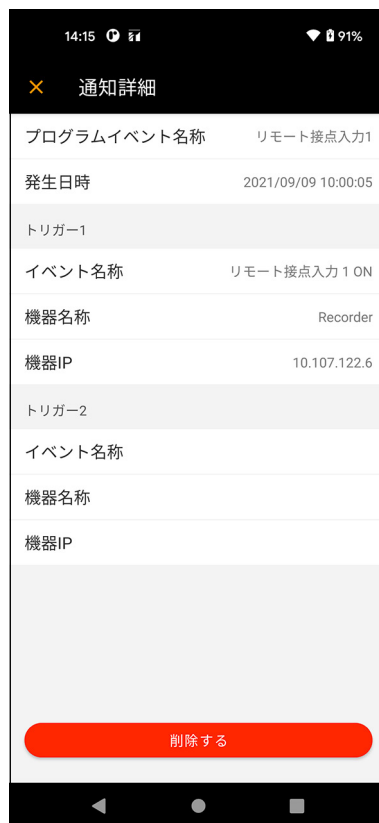 14:15 91%
通知詳細
プログラムイベント名称 リモート接点入力1
発生日時 2021/09/09 10:00:05
トリガー1
イベント名称 リモート接点入力 1 ON
機器名称 Recorder
機器IP 10.107.122.6
トリガー2
イベント名称
機器名称
機器IP
削除する